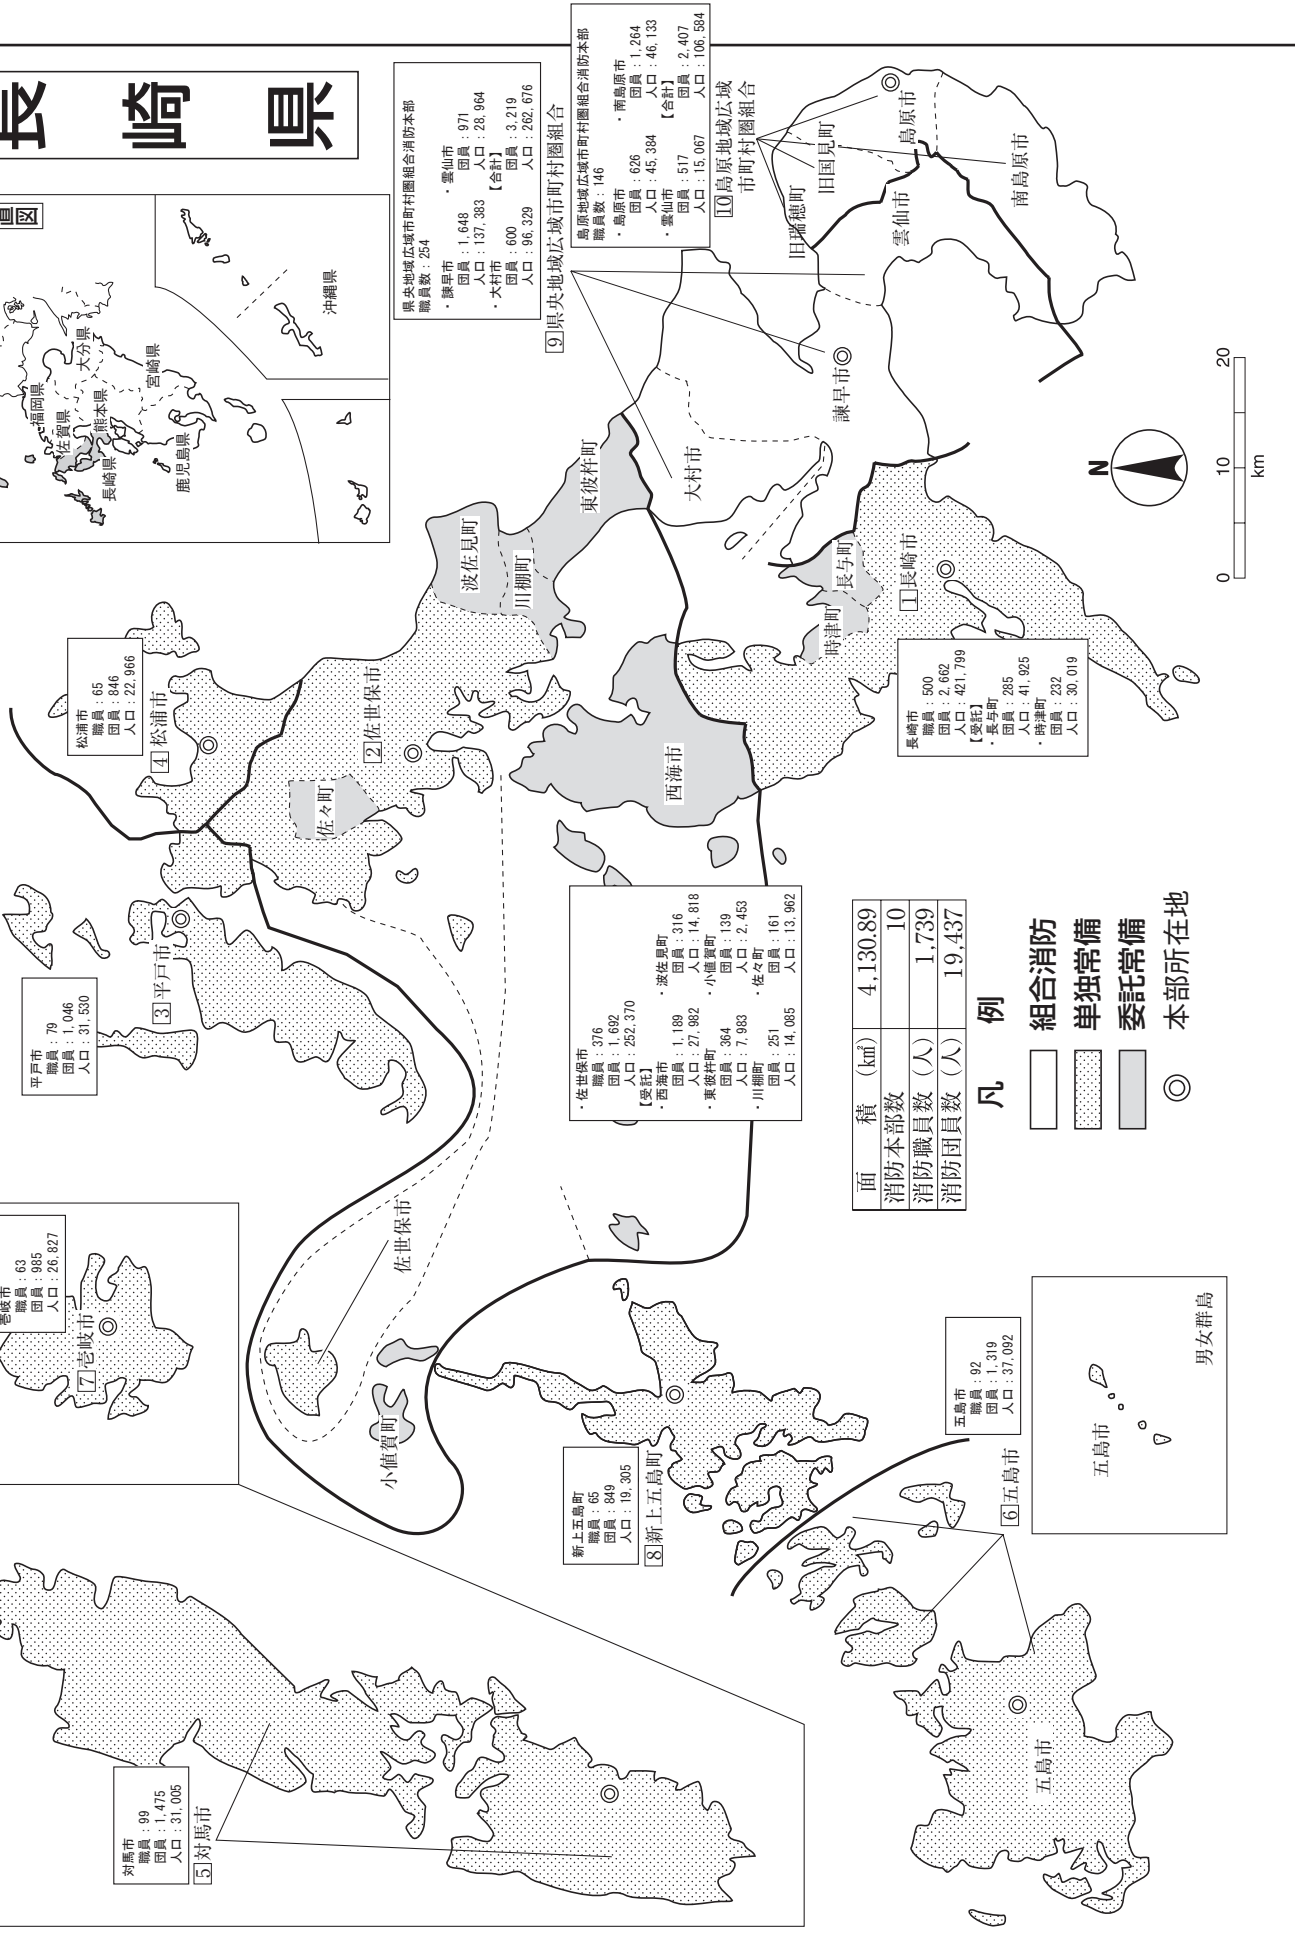 長崎県
置図
福岡県
佐賀県
長崎県
大分県
熊本県
宮崎県
鹿児島県
沖縄県
県央地域広域市町村圏組合消防本部
職員数：254
・諫早市
団員：1,648
人口：137,383
・雲仙市
団員：971
人口：28,964
・大村市
団員：600
人口：96,329
【合計】
団員：3,219
人口：262,676
9 県央地域広域市町村圏組合
島原地域広域市町村圏組合消防本部
職員数：146
・島原市
団員：626
人口：45,384
・南島原市
団員：1,264
人口：46,133
・雲仙市
団員：517
人口：15,067
【合計】
団員：2,407
人口：106,584
10 島原地域広域
市町村圏組合
旧瑞穂町
旧国見町
島原市
雲仙市
南島原市
諫早市
大村市
東彼杵町
波佐見町
川棚町
長与町
時津町
1 長崎市
長崎市
職員：500
団員：2,662
人口：421,799
【受託】
・長与町
団員：285
人口：41,925
・時津町
団員：232
人口：30,019
松浦市
職員：65
団員：846
人口：22,966
4 松浦市
2 佐世保市
佐々町
西海市
平戸市
職員：79
団員：1,046
人口：31,530
3 平戸市
・佐世保市
職員：376
団員：1,692
人口：252,370
【受託】
・西海市
団員：1,189
人口：27,982
・波佐見町
団員：316
人口：14,818
・東彼杵町
団員：364
人口：7,983
・小値賀町
団員：139
人口：2,453
・川棚町
団員：251
人口：14,085
・佐々町
団員：161
人口：13,962
壱岐市
職員：63
団員：985
人口：26,827
7 壱岐市
佐世保市
小値賀町
新上五島町
職員：65
団員：849
人口：19,305
8 新上五島町
五島市
職員：92
団員：1,319
人口：37,092
6 五島市
五島市
五島市
男女群島
対馬市
職員：99
団員：1,475
人口：31,005
5 対馬市
面 積 (㎢) 4,130.89
消防本部数 10
消防職員数（人） 1,739
消防団員数（人） 19,437
凡 例
組合消防
単独常備
委託常備
本部所在地
N
0 10 20
km